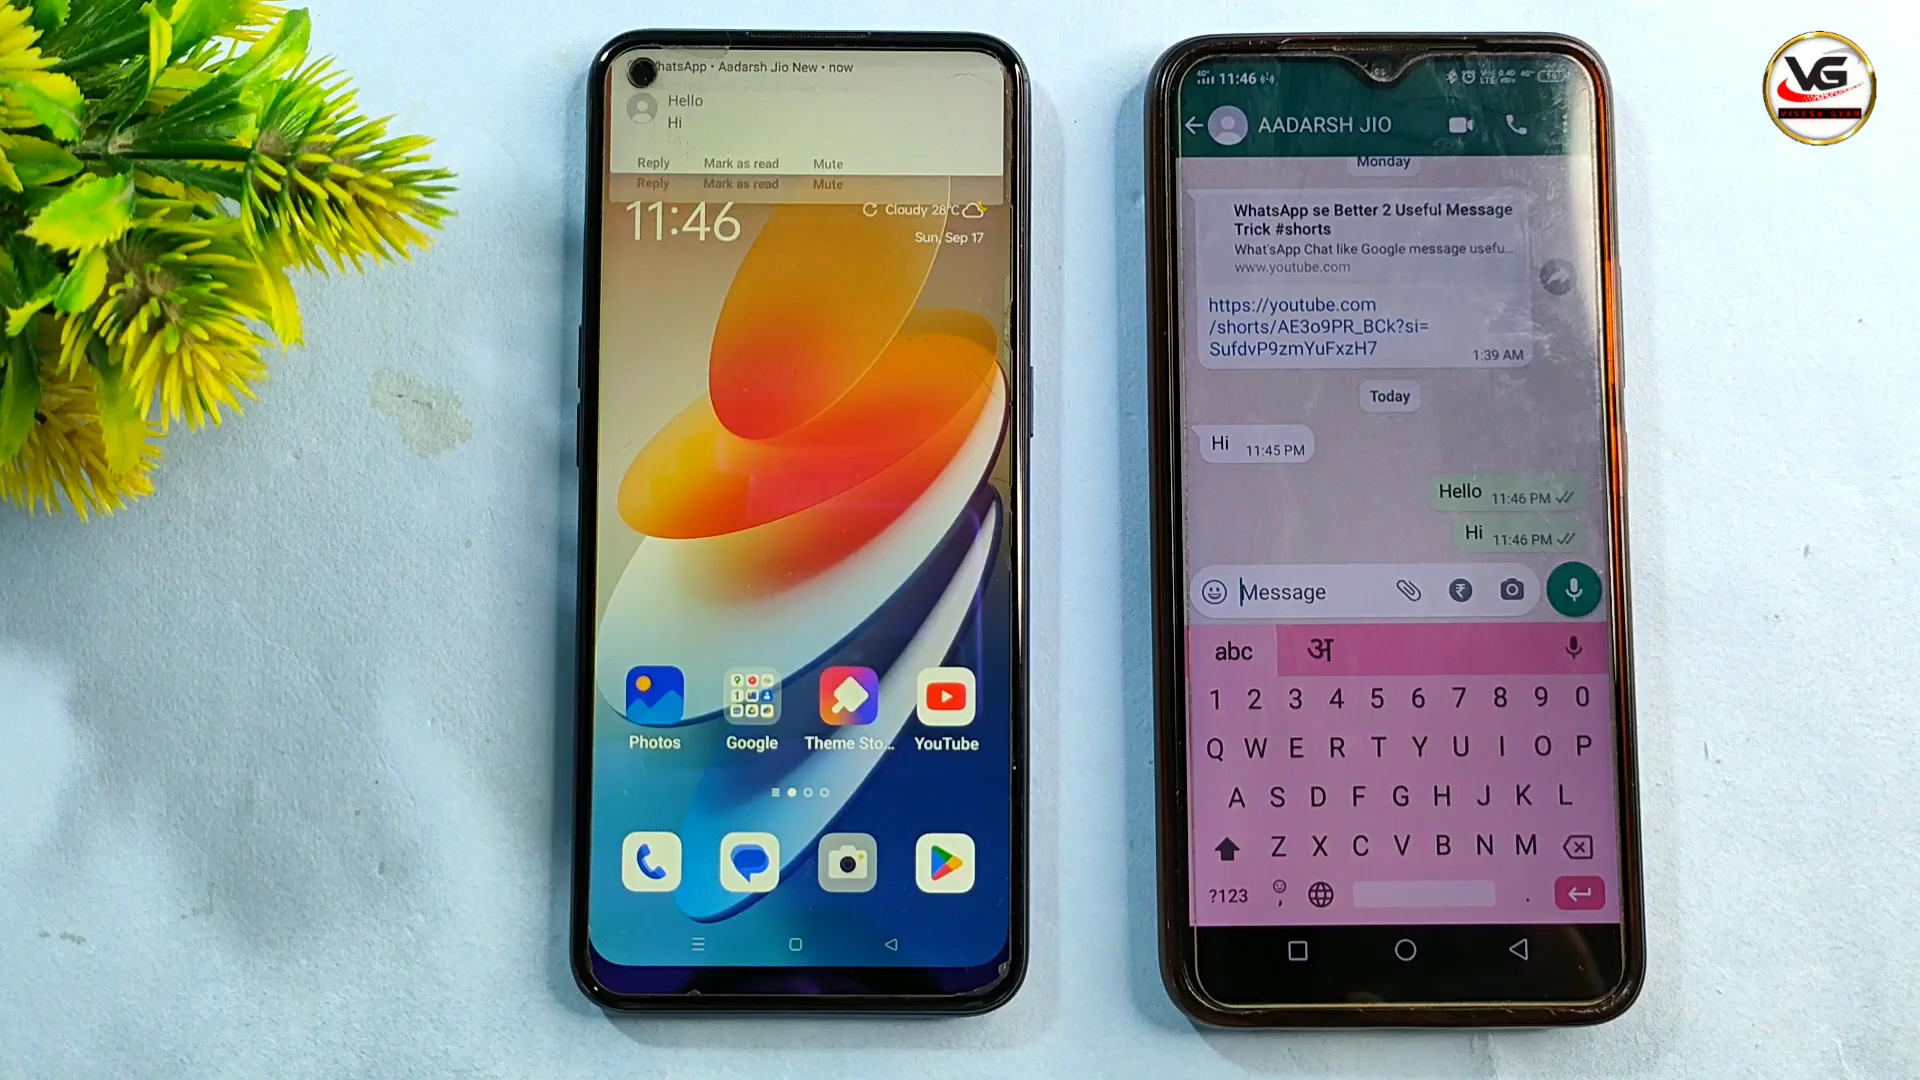 WhatsApp • Aadarsh Jio New • now
Hello
Hi
Reply Mark as read Mute
Reply Mark as read Mute
11:46
Cloudy 28°C
Sun, Sep 17
Photos Google Theme Sto... YouTube
11:46
AADARSH JIO
Monday
WhatsApp se Better 2 Useful Message
Trick #shorts
What'sApp Chat like Google message usefu...
www.youtube.com
https://youtube.com
/shorts/AE3o9PR_BCk?si=
SufdvP9zmYuFxzH7
1:39 AM
Today
Hi 11:45 PM
Hello 11:46 PM
Hi 11:46 PM
Message
abc अ
1 2 3 4 5 6 7 8 9 0
Q W E R T Y U I O P
A S D F G H J K L
Z X C V B N M
?123 , .
VG
VISESH GYAN